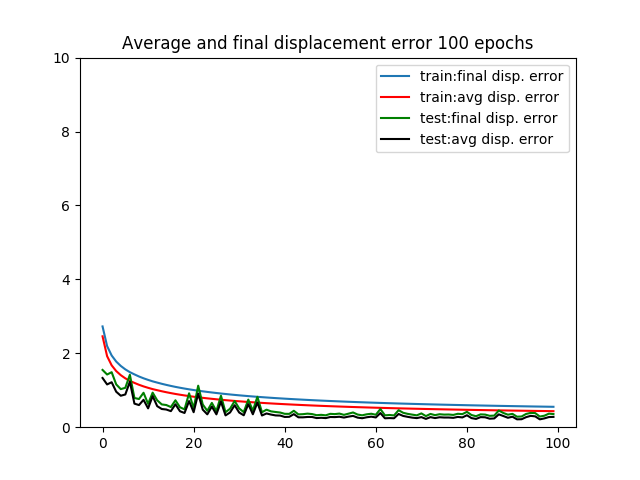 Average and final displacement error 100 epochs
10
8
6
4
2
0
train:final disp. error
train:avg disp. error
test:final disp. error
test:avg disp. error
0 20 40 60 80 100